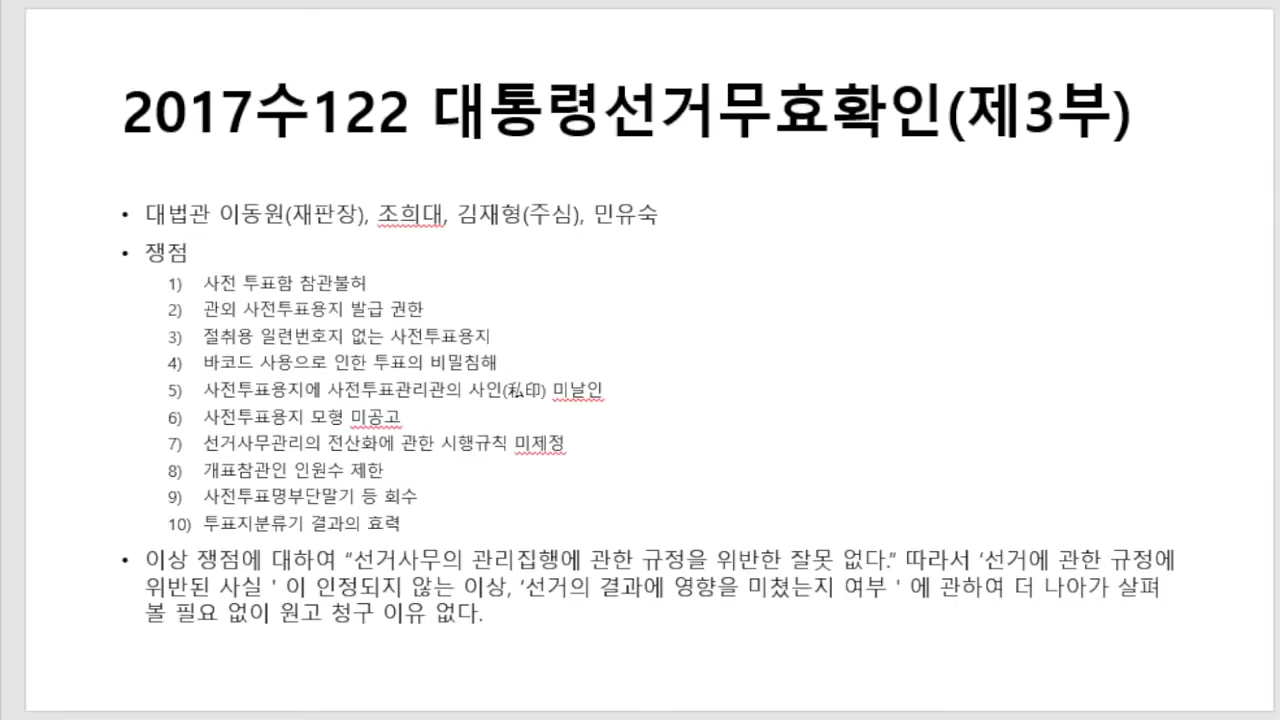 2017수122 대통령선거무효확인(제3부)
• 대법관 이동원(재판장), 조희대, 김재형(주심), 민유숙
• 쟁점
1) 사전 투표함 참관불허
2) 관외 사전투표용지 발급 권한
3) 절취용 일련번호지 없는 사전투표용지
4) 바코드 사용으로 인한 투표의 비밀침해
5) 사전투표용지에 사전투표관리관의 사인(私印) 미날인
6) 사전투표용지 모형 미공고
7) 선거사무관리의 전산화에 관한 시행규칙 미제정
8) 개표참관인 인원수 제한
9) 사전투표명부단말기 등 회수
10) 투표지분류기 결과의 효력
• 이상 쟁점에 대하여 “선거사무의 관리집행에 관한 규정을 위반한 잘못 없다.” 따라서 ‘선거에 관한 규정에
위반된 사실 ' 이 인정되지 않는 이상, ‘선거의 결과에 영향을 미쳤는지 여부 ' 에 관하여 더 나아가 살펴
볼 필요 없이 원고 청구 이유 없다.